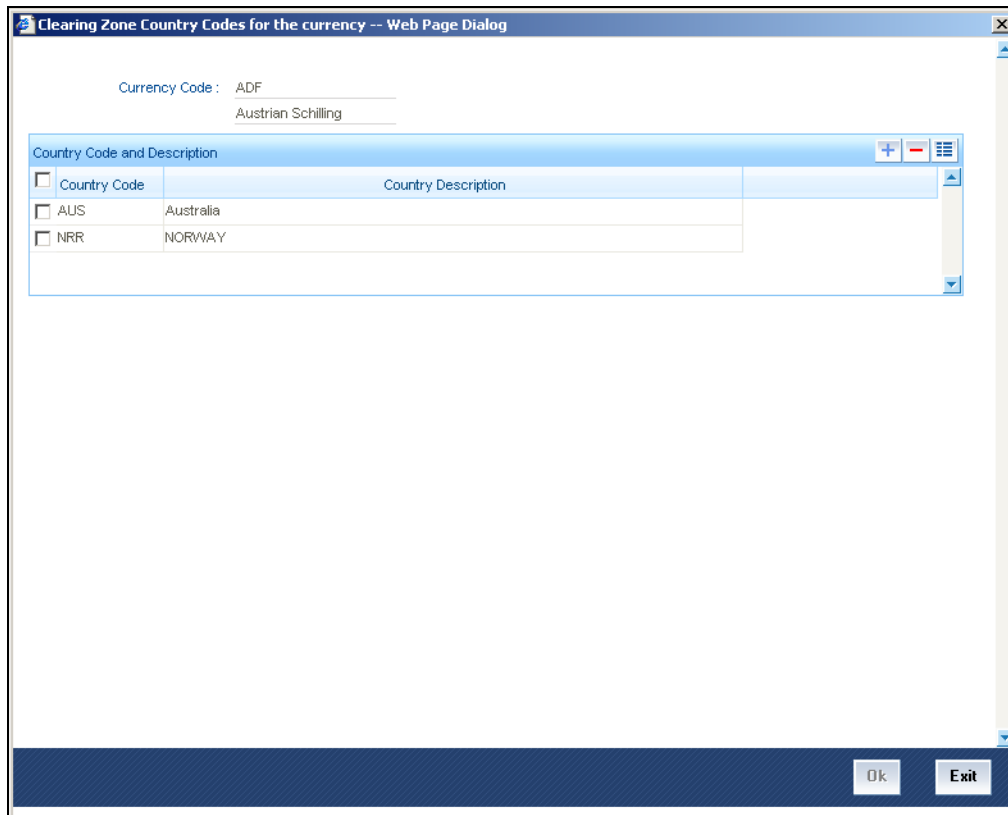 Clearing Zone Country Codes for the currency -- Web Page Dialog
Currency Code : ADF
Austrian Schilling
Country Code and Description
Country Code Country Description
AUS Australia
NRR NORWAY
Ok Exit